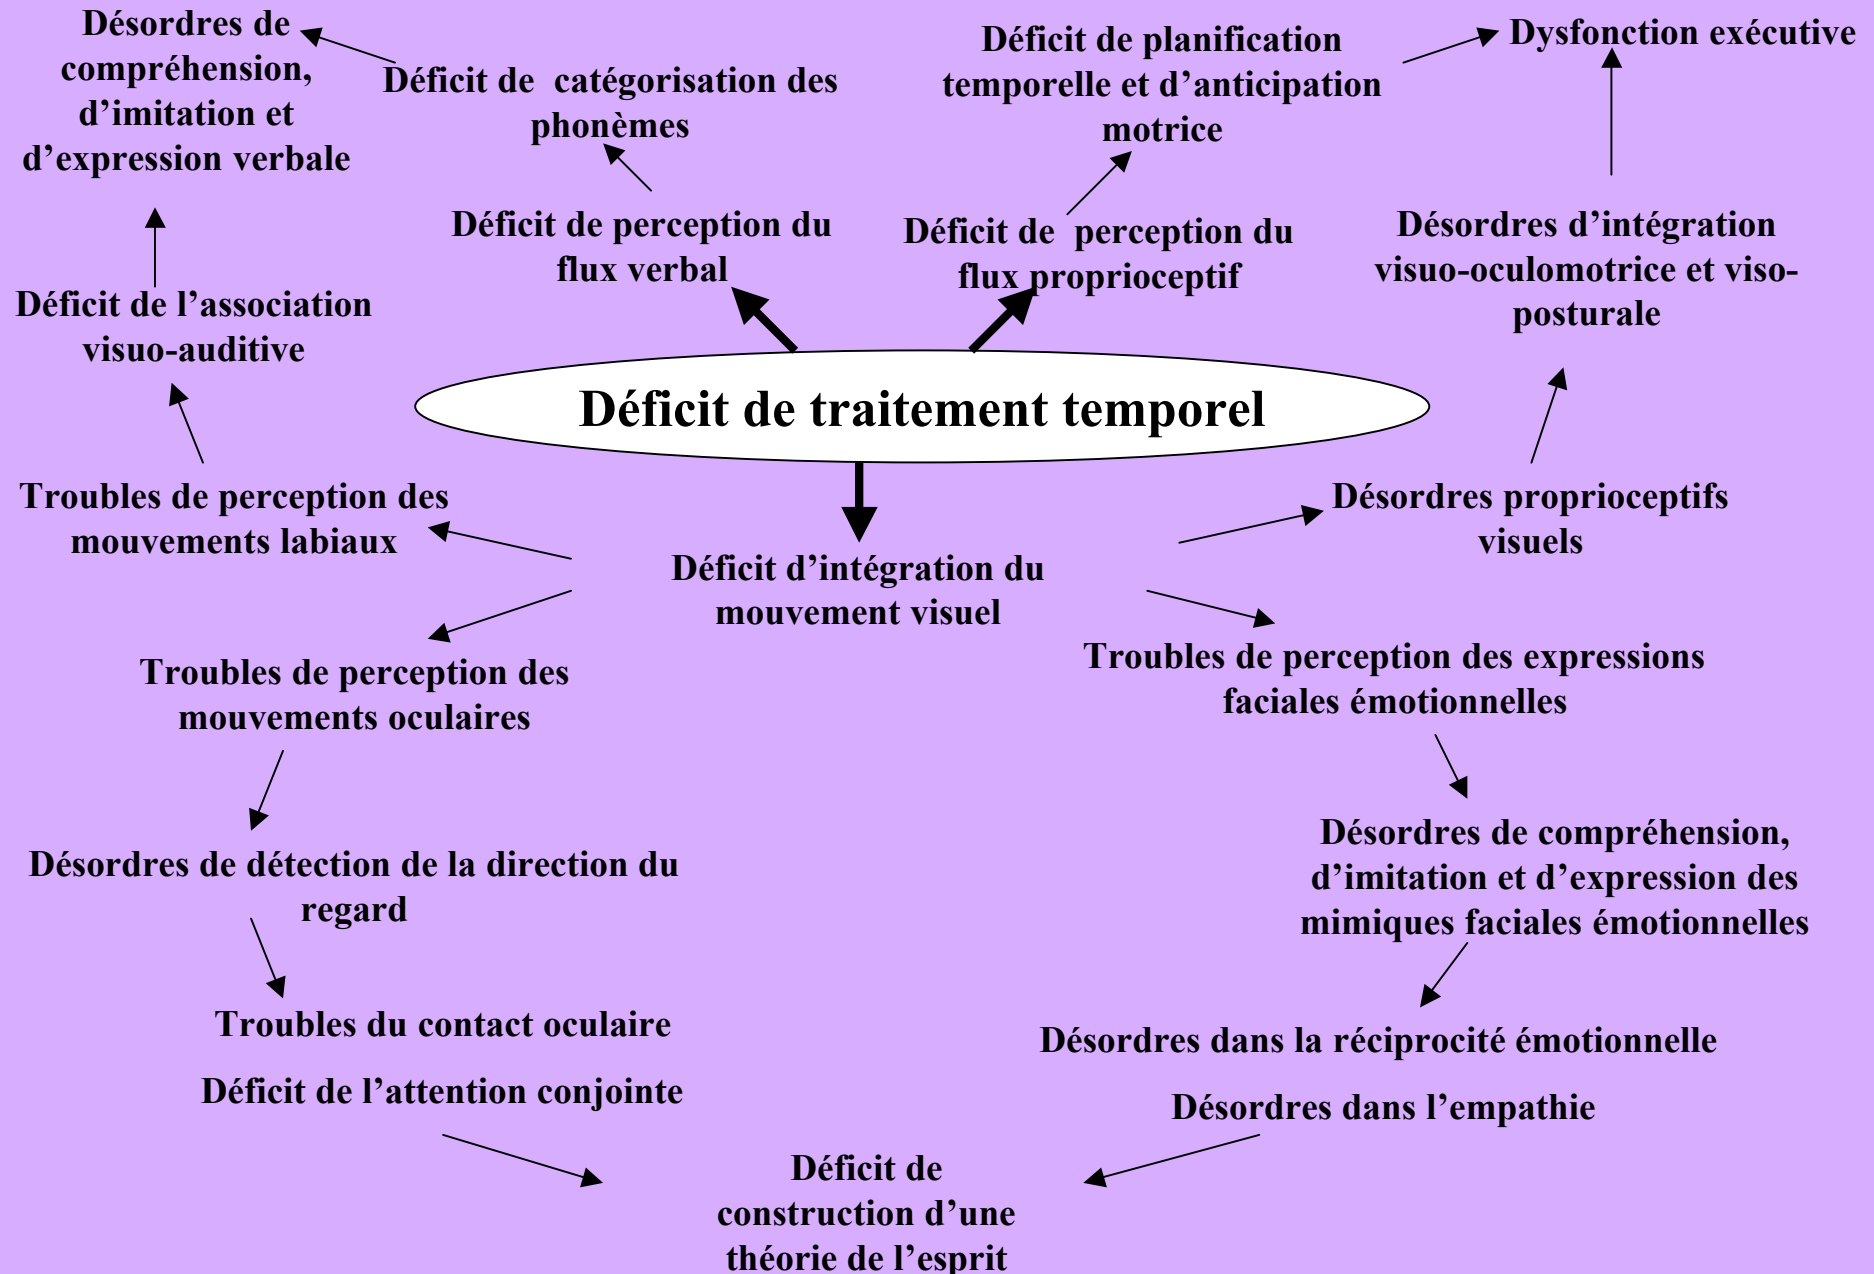 Désordres de
compréhension,
d’imitation et
d’expression verbale
Déficit de catégorisation des
phonèmes
Déficit de planification
temporelle et d’anticipation
motrice
Dysfonction exécutive
Déficit de perception du
flux verbal
Déficit de perception du
flux proprioceptif
Désordres d’intégration
visuo-oculomotrice et viso-
posturale
Déficit de l’association
visuo-auditive
Déficit de traitement temporel
Troubles de perception des
mouvements labiaux
Désordres proprioceptifs
visuels
Déficit d’intégration du
mouvement visuel
Troubles de perception des
mouvements oculaires
Troubles de perception des expressions
faciales émotionnelles
Désordres de détection de la direction du
regard
Désordres de compréhension,
d’imitation et d’expression des
mimiques faciales émotionnelles
Troubles du contact oculaire
Déficit de l’attention conjointe
Désordres dans la réciprocité émotionnelle
Désordres dans l’empathie
Déficit de
construction d’une
théorie de l’esprit